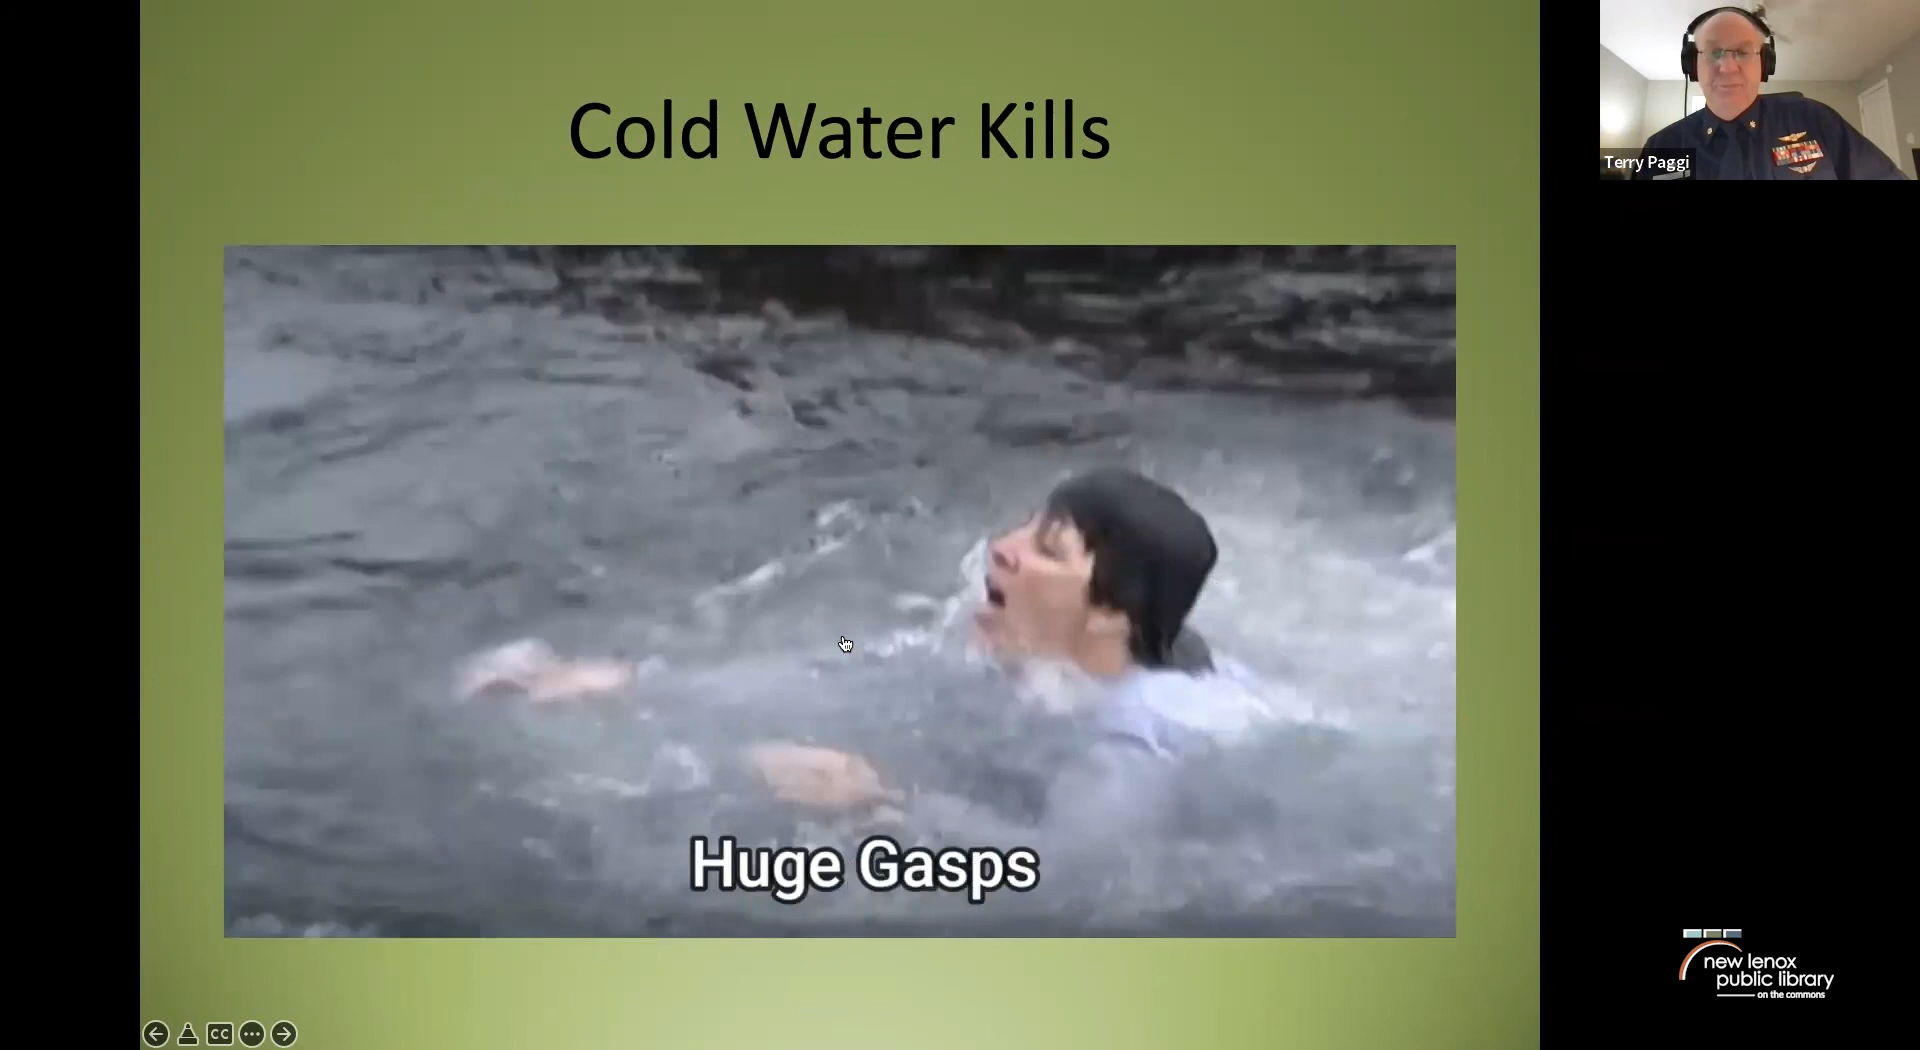 Cold Water Kills
Terry Paggi
Huge Gasps
new lenox
public library
on the commons
CC